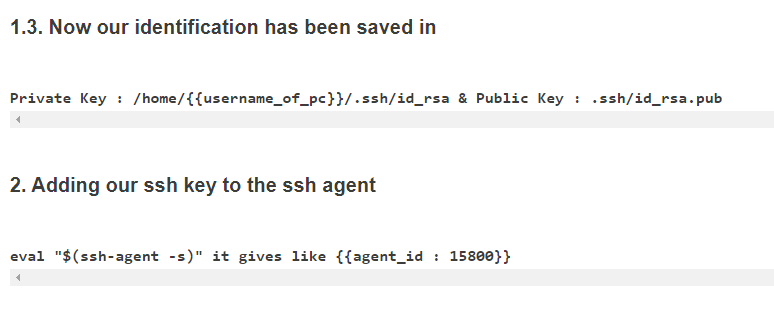 1.3. Now our identification has been saved in
Private Key : /home/{{username_of_pc}}/.ssh/id_rsa & Public Key : .ssh/id_rsa.pub
2. Adding our ssh key to the ssh agent
eval "$(ssh-agent -s)" it gives like {{agent_id : 15800}}